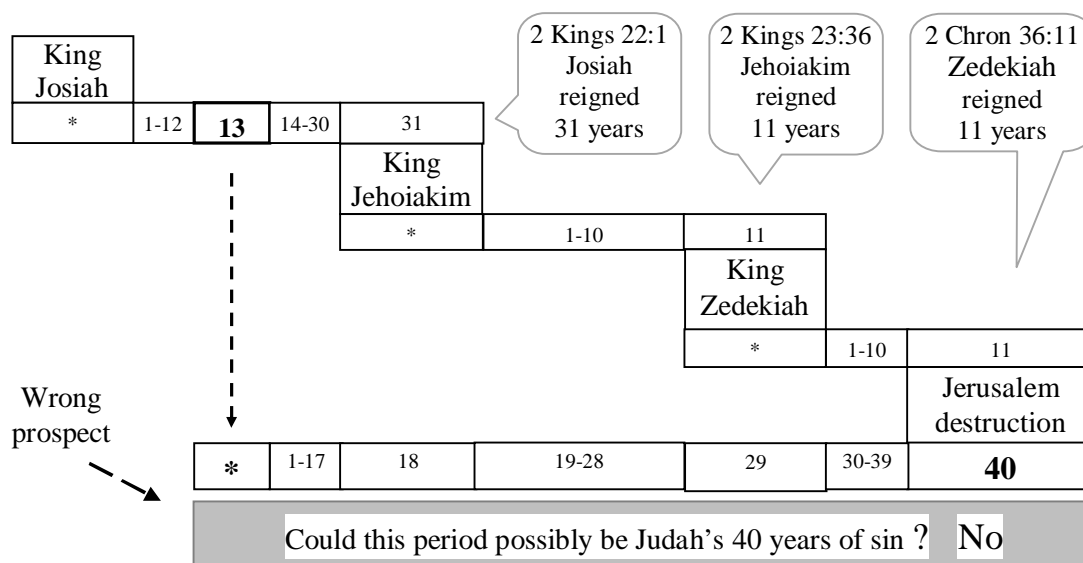 King
Josiah
2 Kings 22:1
Josiah
reigned
31 years
2 Kings 23:36
Jehoiakim
reigned
11 years
2 Chron 36:11
Zedekiah
reigned
11 years
* 1-12 13 14-30 31
King
Jehoiakim
* 1-10 11
King
Zedekiah
* 1-10 11
Jerusalem
destruction
Wrong
prospect
* 1-17 18 19-28 29 30-39 40
Could this period possibly be Judah’s 40 years of sin ? No